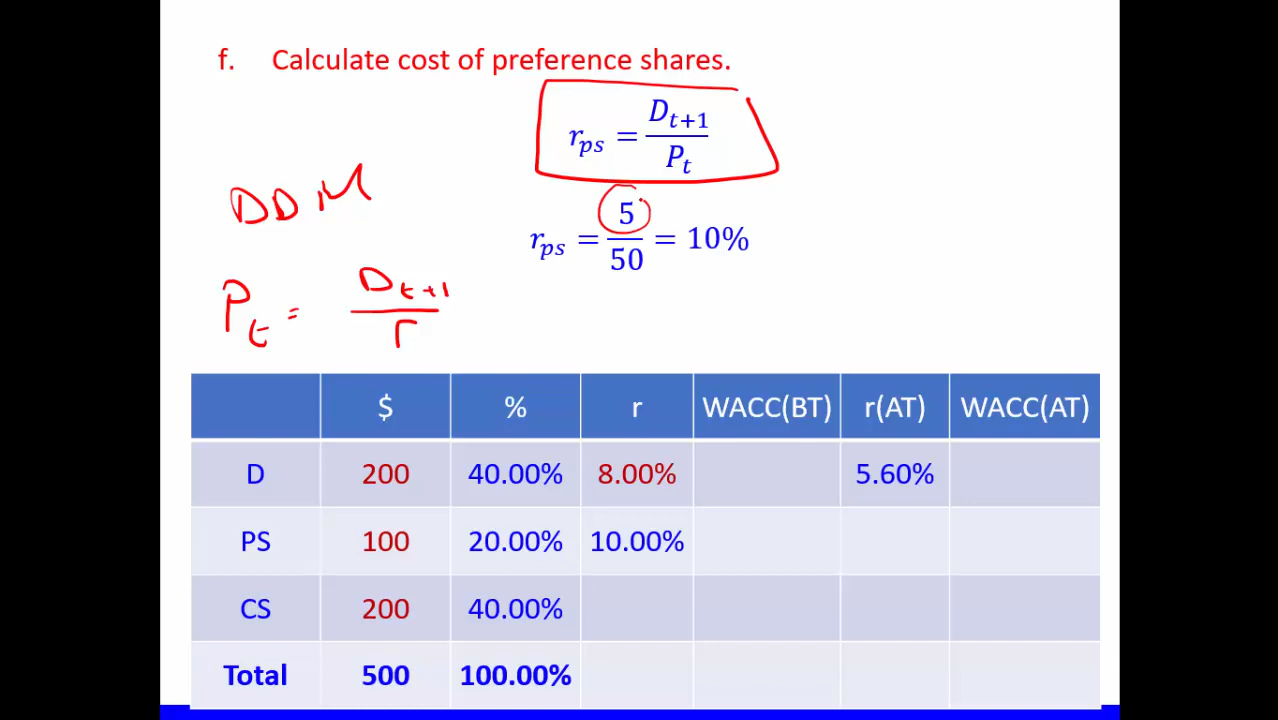 f. Calculate cost of preference shares.
r_ps = D_{t+1} / P_t
DDM
r_ps = 5 / 50 = 10%
P_t = D_{t+1} / r
$ % r WACC(BT) r(AT) WACC(AT)
D 200 40.00% 8.00% 5.60%
PS 100 20.00% 10.00%
CS 200 40.00%
Total 500 100.00%